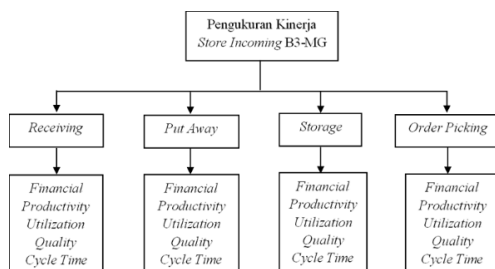 Pengukuran Kinerja
Store Incoming B3-MG
Receiving
Put Away
Storage
Order Picking
Financial
Productivity
Utilization
Quality
Cycle Time
Financial
Productivity
Utilization
Quality
Cycle Time
Financial
Productivity
Utilization
Quality
Cycle Time
Financial
Productivity
Utilization
Quality
Cycle Time